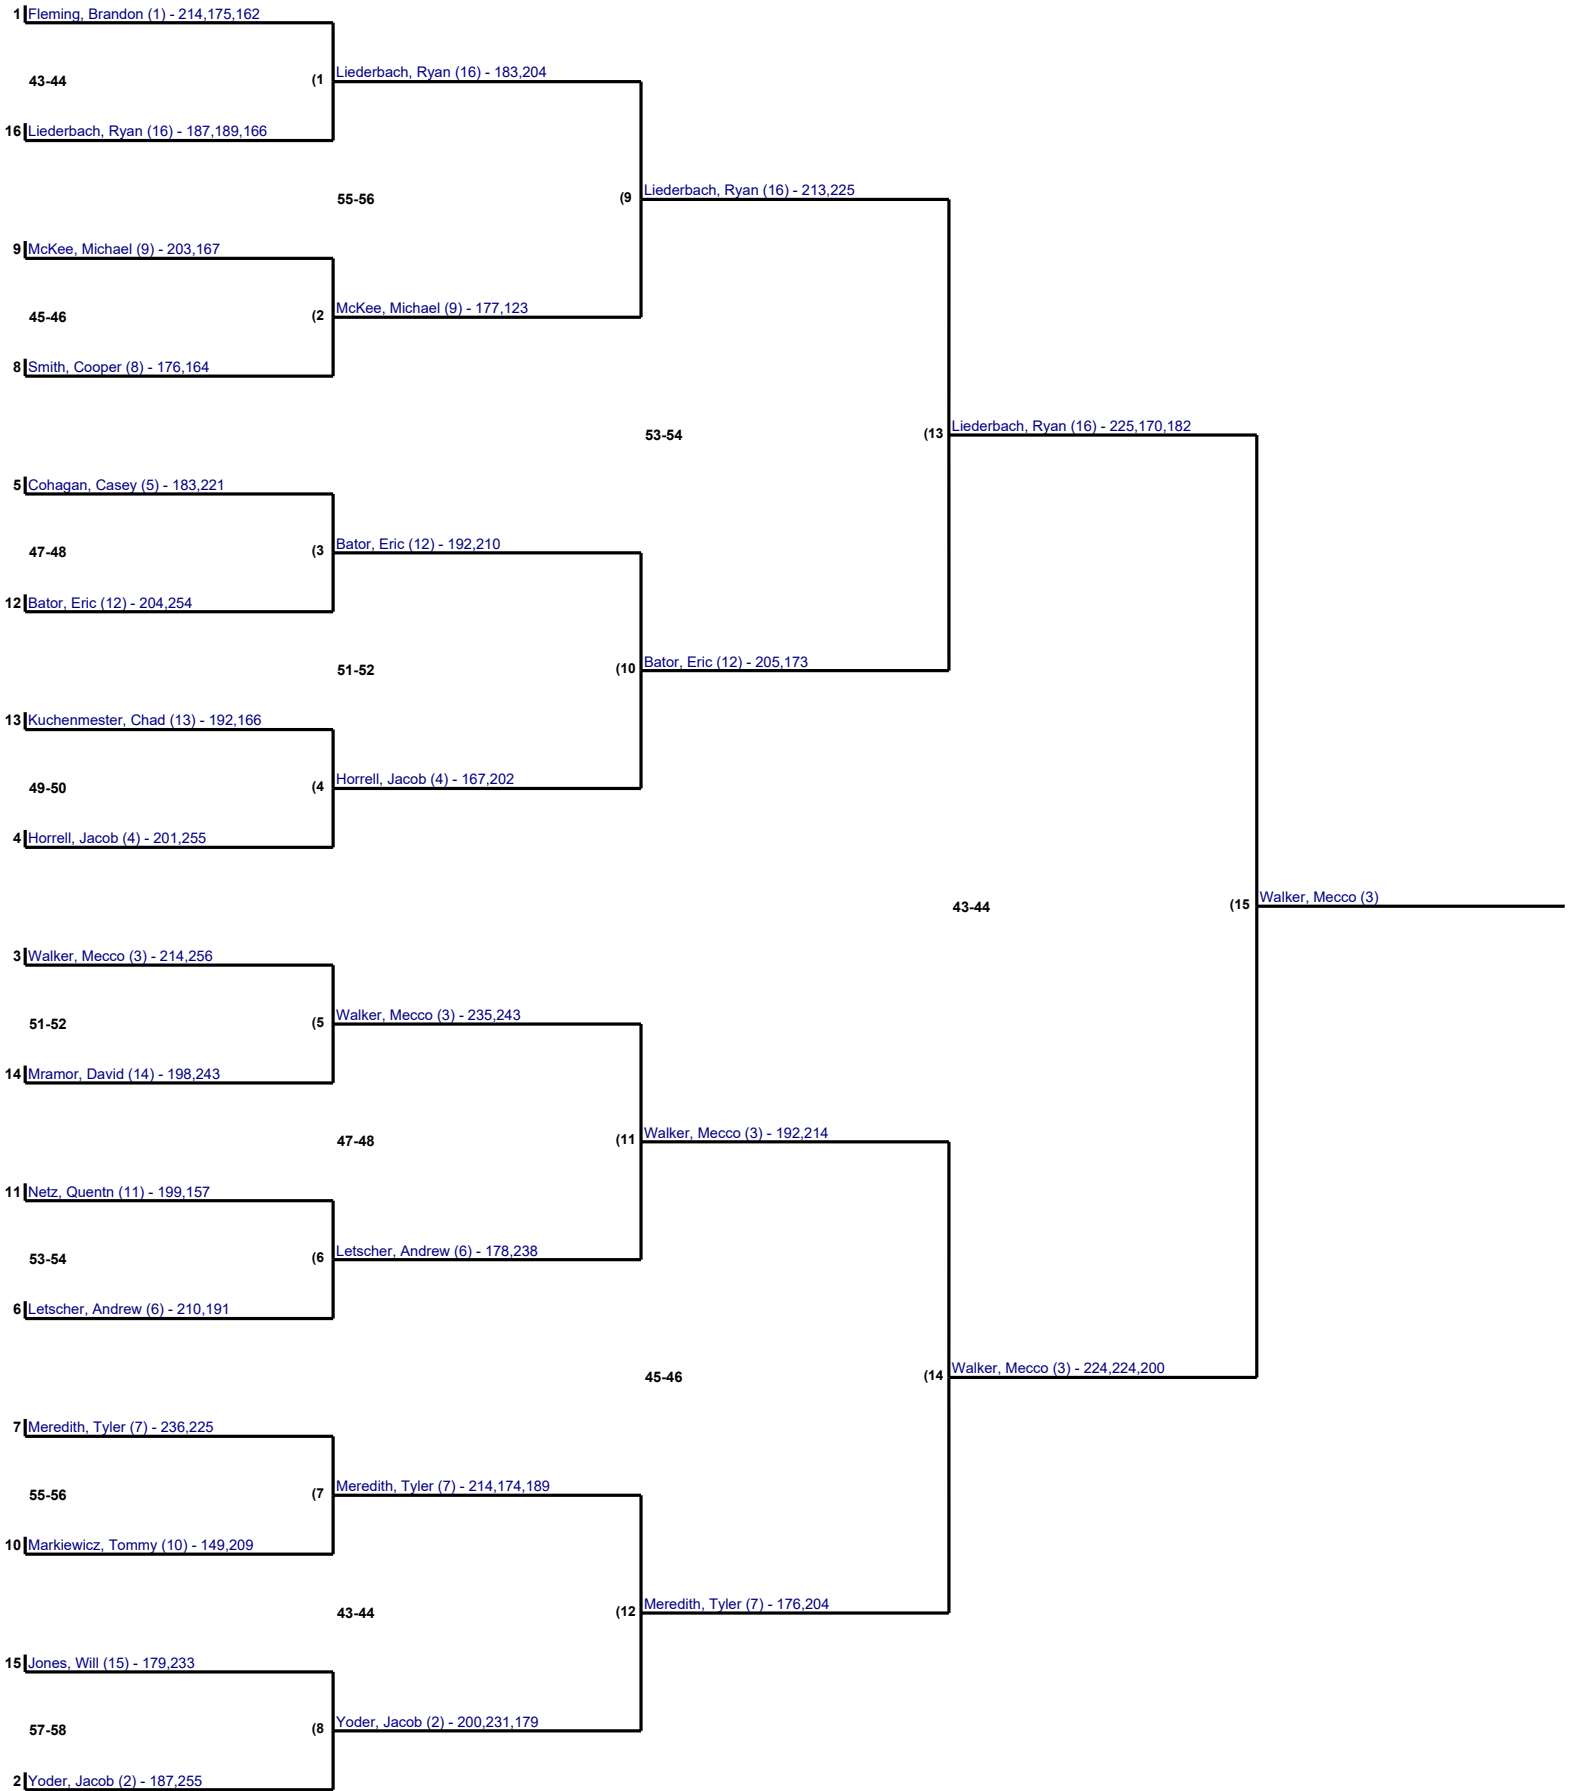 1 Fleming, Brandon (1) - 214,175,162
43-44 (1 Liederbach, Ryan (16) - 183,204
16 Liederbach, Ryan (16) - 187,189,166
55-56 (9 Liederbach, Ryan (16) - 213,225
9 McKee, Michael (9) - 203,167
45-46 (2 McKee, Michael (9) - 177,123
8 Smith, Cooper (8) - 176,164
53-54 (13 Liederbach, Ryan (16) - 225,170,182
5 Cohagan, Casey (5) - 183,221
47-48 (3 Bator, Eric (12) - 192,210
12 Bator, Eric (12) - 204,254
51-52 (10 Bator, Eric (12) - 205,173
13 Kuchenmester, Chad (13) - 192,166
49-50 (4 Horrell, Jacob (4) - 167,202
4 Horrell, Jacob (4) - 201,255
43-44 (15 Walker, Mecco (3)
3 Walker, Mecco (3) - 214,256
51-52 (5 Walker, Mecco (3) - 235,243
14 Mramor, David (14) - 198,243
47-48 (11 Walker, Mecco (3) - 192,214
11 Netz, Quentn (11) - 199,157
53-54 (6 Letscher, Andrew (6) - 178,238
6 Letscher, Andrew (6) - 210,191
45-46 (14 Walker, Mecco (3) - 224,224,200
7 Meredith, Tyler (7) - 236,225
55-56 (7 Meredith, Tyler (7) - 214,174,189
10 Markiewicz, Tommy (10) - 149,209
43-44 (12 Meredith, Tyler (7) - 176,204
15 Jones, Will (15) - 179,233
57-58 (8 Yoder, Jacob (2) - 200,231,179
2 Yoder, Jacob (2) - 187,255